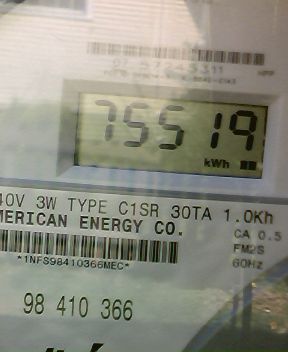 75519
kWh
40V 3W TYPE C1SR 30TA 1.0Kh
MERICAN ENERGY CO.
CA 0.5
FM2S
60Hz
*1NFS98410366MEC*
98 410 366